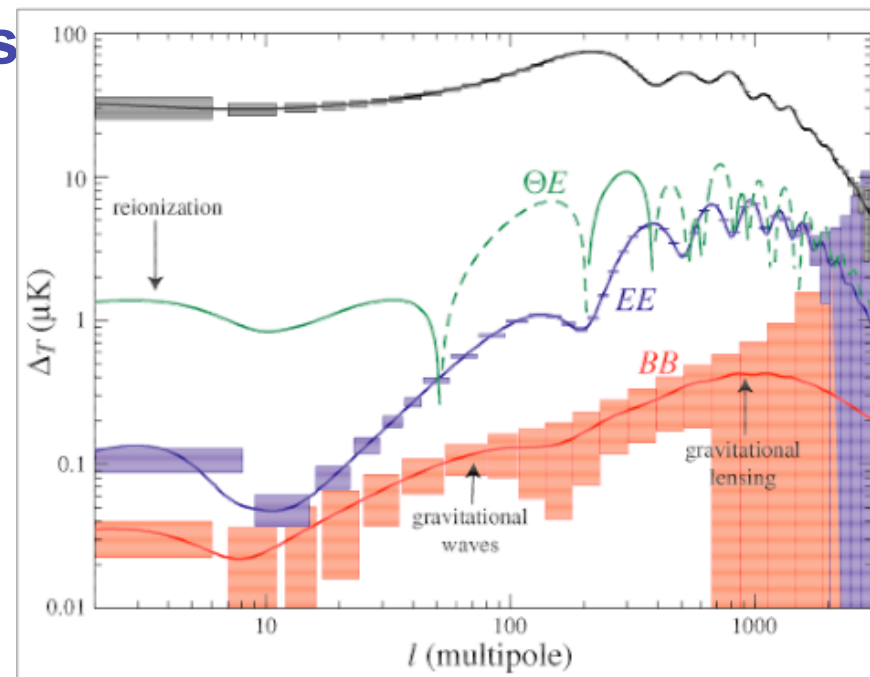 s
100
10
1
0.1
0.01
Δ_T (μK)
reionization
ΘE
EE
BB
gravitational
waves
gravitational
lensing
10
100
1000
l (multipole)